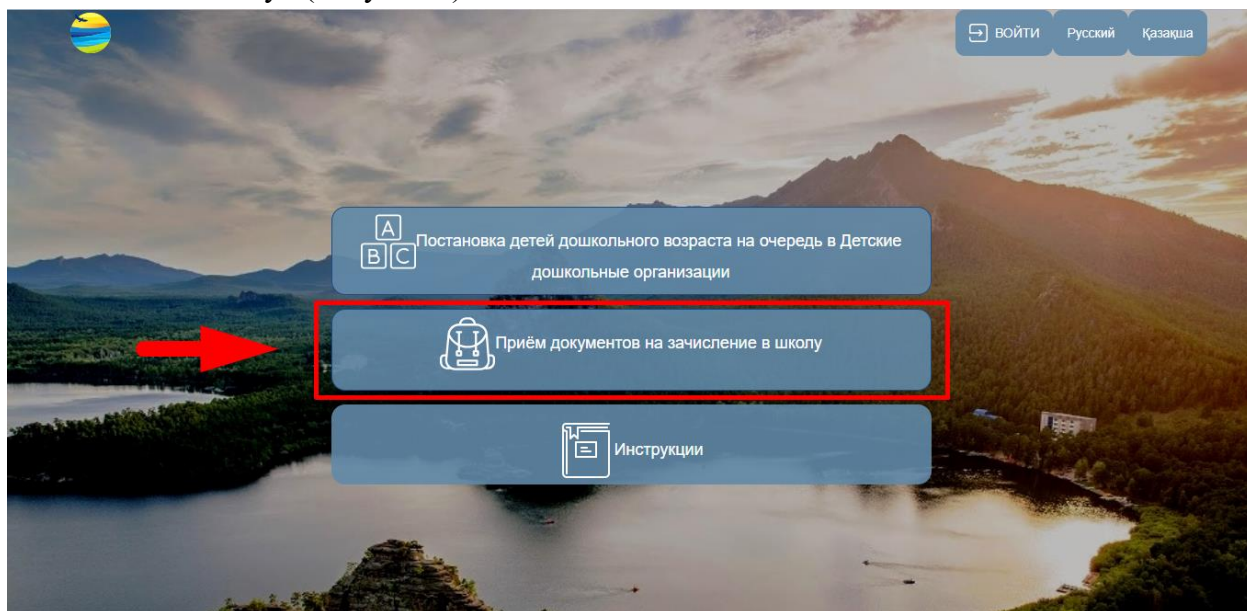 ВОЙТИ Русский Қазақша
A
B C
Постановка детей дошкольного возраста на очередь в Детские
дошкольные организации
Приём документов на зачисление в школу
Инструкции